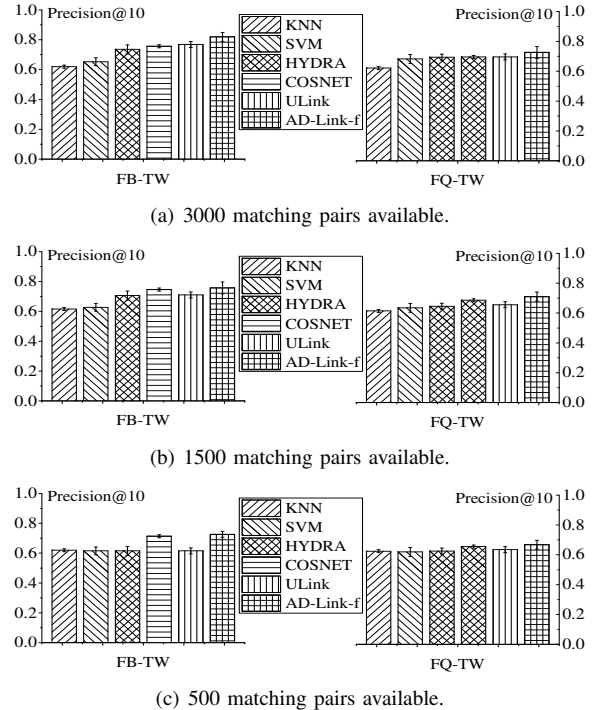 Precision@10
1.0
0.8
0.6
0.4
0.2
0.0
FB-TW
KNN
SVM
HYDRA
COSNET
ULink
AD-Link-f
Precision@10
1.0
0.8
0.6
0.4
0.2
0.0
FQ-TW
(a) 3000 matching pairs available.
Precision@10
1.0
0.8
0.6
0.4
0.2
0.0
FB-TW
KNN
SVM
HYDRA
COSNET
ULink
AD-Link-f
Precision@10
1.0
0.8
0.6
0.4
0.2
0.0
FQ-TW
(b) 1500 matching pairs available.
Precision@10
1.0
0.8
0.6
0.4
0.2
0.0
FB-TW
KNN
SVM
HYDRA
COSNET
ULink
AD-Link-f
Precision@10
1.0
0.8
0.6
0.4
0.2
0.0
FQ-TW
(c) 500 matching pairs available.